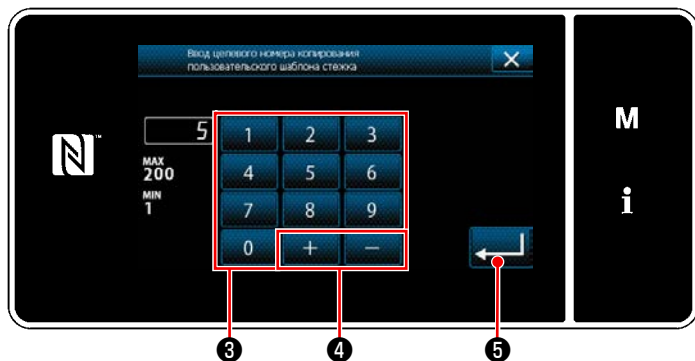 Ввод целевого номера копирования
пользовательского шаблона стежка
5
MAX
200
MIN
1
1 2 3
4 5 6
7 8 9
0 + −
M
i
❸ ❹ ❺